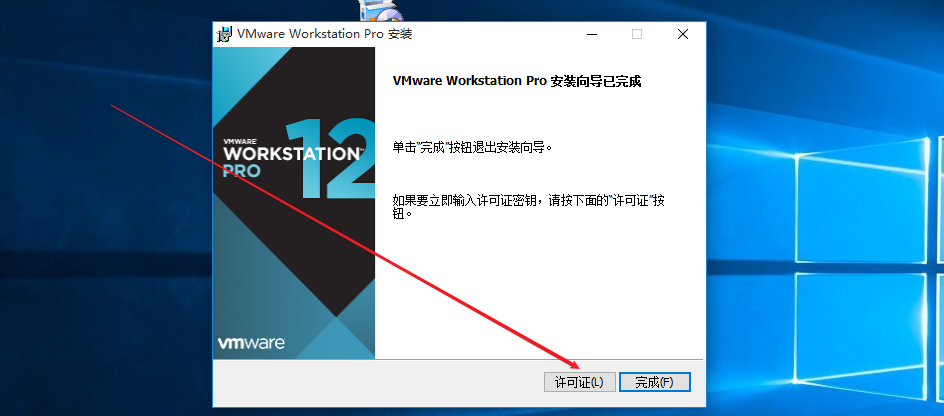 VMware Workstation Pro 安装
VMWARE
WORKSTATION™
PRO 12
VMware Workstation Pro 安装向导已完成
单击"完成"按钮退出安装向导。
如果要立即输入许可证密钥，请按下面的"许可证"按
钮。
vmware
许可证(L)
完成(F)